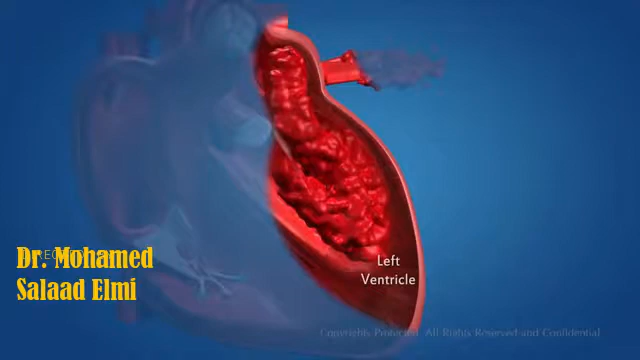 Left
Ventricle
Dr. Mohamed
Salaad Elmi
Copyrights Protected. All Rights Reserved and Confidential